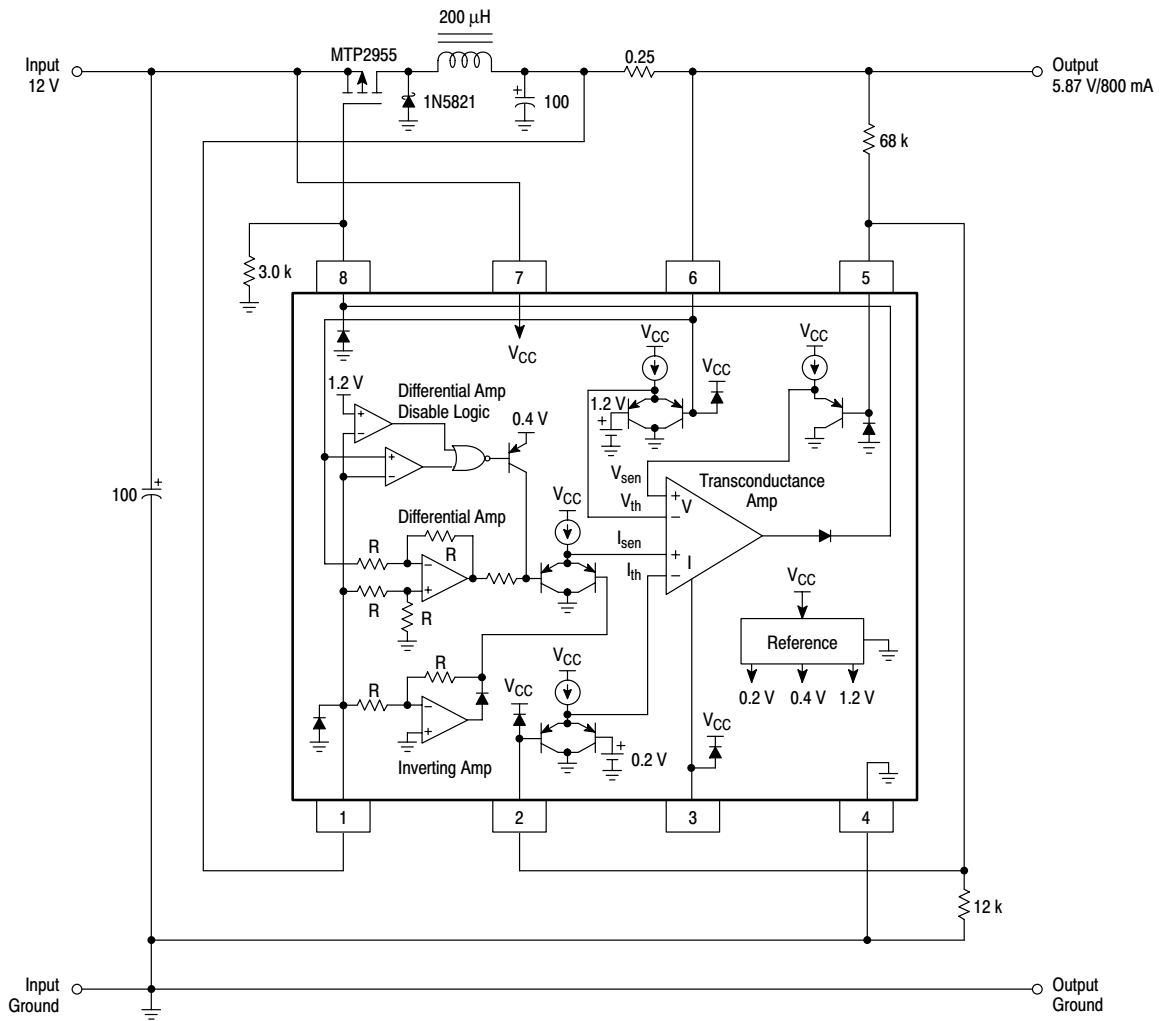 200 µH
MTP2955
0.25
Input
12 V
Output
5.87 V/800 mA
1N5821
100
68 k
3.0 k
8
7
6
5
VCC
VCC
VCC
VCC
1.2 V
Differential Amp
Disable Logic
0.4 V
1.2 V
Vsen
Vth
Transconductance
Amp
V
100
Differential Amp
VCC
Isen
Ith
I
R
R
R
R
VCC
Reference
0.2 V
0.4 V
1.2 V
R
R
VCC
VCC
VCC
0.2 V
Inverting Amp
1
2
3
4
12 k
Input
Ground
Output
Ground